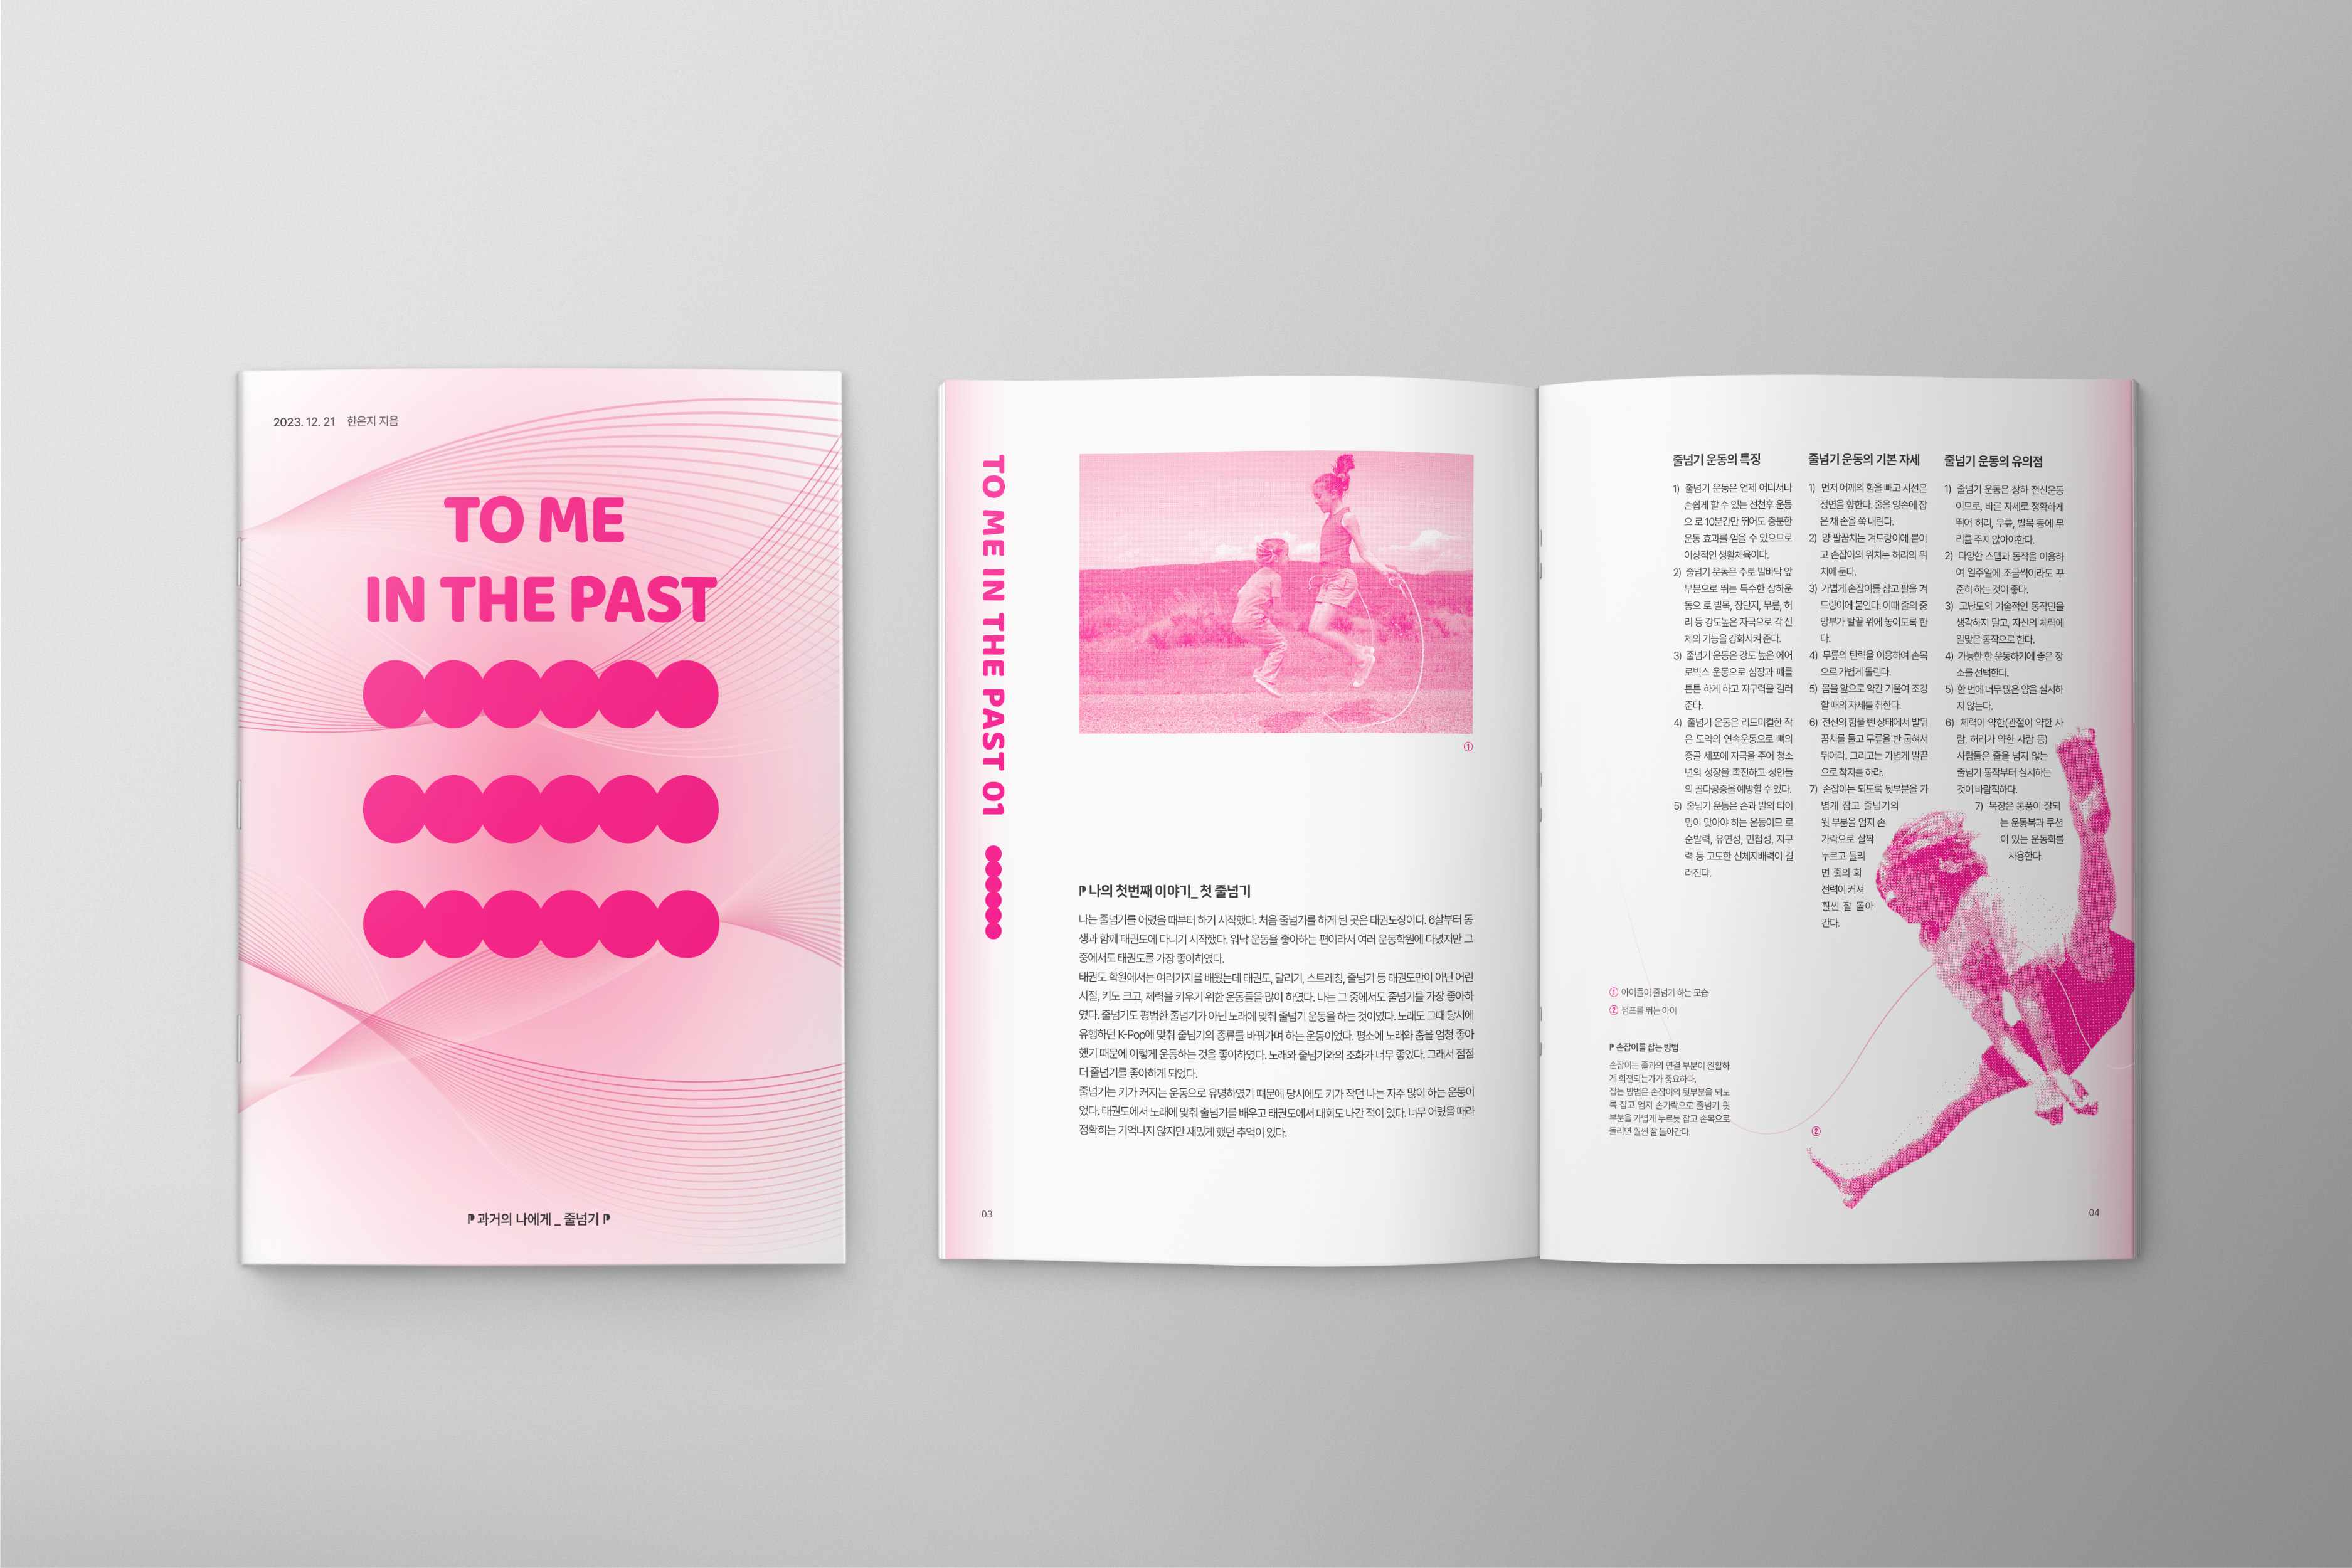 2023. 12. 21 한은지 지음
TO ME
IN THE PAST
과거의 나에게 _ 줄넘기
TO ME IN THE PAST 01
①
나의 첫번째 이야기_ 첫 줄넘기
나는 줄넘기를 어렸을 때부터 하기 시작했다. 처음 줄넘기를 하게 된 곳은 태권도장이다. 6살부터 동
생과 함께 태권도에 다니기 시작했다. 워낙 운동을 좋아하는 편이라서 여러 운동학원에 다녔지만 그
중에서도 태권도를 가장 좋아하였다.
태권도 학원에서는 여러가지를 배웠는데 태권도, 달리기, 스트레칭, 줄넘기 등 태권도만이 아닌 어린
시절, 키도 크고, 체력을 키우기 위한 운동들을 많이 하였다. 나는 그 중에서도 줄넘기를 가장 좋아하
였다. 줄넘기도 평범한 줄넘기가 아닌 노래에 맞춰 줄넘기 운동을 하는 것이였다. 노래도 그때 당시에
유행하던 K-Pop에 맞춰 줄넘기의 종류를 바꿔가며 하는 운동이었다. 평소에 노래와 춤을 엄청 좋아
했기 때문에 이렇게 운동하는 것을 좋아하였다. 노래와 줄넘기와의 조화가 너무 좋았다. 그래서 점점
더 줄넘기를 좋아하게 되었다.
줄넘기는 키가 커지는 운동으로 유명하였기 때문에 당시에도 키가 작던 나는 자주 많이 하는 운동이
었다. 태권도에서 노래에 맞춰 줄넘기를 배우고 태권도에서 대회도 나간 적이 있다. 너무 어렸을 때라
정확히는 기억나지 않지만 재밌게 했던 추억이 있다.
03
줄넘기 운동의 특징
1) 줄넘기 운동은 언제 어디서나
손쉽게 할 수 있는 전천후 운동
으 로 10분간만 뛰어도 충분한
운동 효과를 얻을 수 있으므로
이상적인 생활체육이다.
2) 줄넘기 운동은 주로 발바닥 앞
부분으로 뛰는 특수한 상하운
동으 로 발목, 장단지, 무릎, 허
리 등 강도높은 자극으로 각 신
체의 기능을 강화시켜 준다.
3) 줄넘기 운동은 강도 높은 에어
로빅스 운동으로 심장과 폐를
튼튼 하게 하고 지구력을 길러
준다.
4) 줄넘기 운동은 리드미컬한 작
은 도약의 연속운동으로 뼈의
증골 세포에 자극을 주어 청소
년의 성장을 촉진하고 성인들
의 골다공증을 예방할 수 있다.
5) 줄넘기 운동은 손과 발의 타이
밍이 맞아야 하는 운동이므 로
순발력, 유연성, 민첩성, 지구
력 등 고도한 신체지배력이 길
러진다.
줄넘기 운동의 기본 자세
1) 먼저 어깨의 힘을 빼고 시선은
정면을 향한다. 줄을 양손에 잡
은 채 손을 쭉 내린다.
2) 양 팔꿈치는 겨드랑이에 붙이
고 손잡이의 위치는 허리의 위
치에 둔다.
3) 가볍게 손잡이를 잡고 팔을 겨
드랑이에 붙인다. 이때 줄의 중
앙부가 발끝 위에 놓이도록 한
다.
4) 무릎의 탄력을 이용하여 손목
으로 가볍게 돌린다.
5) 몸을 앞으로 약간 기울여 조깅
할 때의 자세를 취한다.
6) 전신의 힘을 뺀 상태에서 발뒤
꿈치를 들고 무릎을 반 굽혀서
뛰어라. 그리고는 가볍게 발끝
으로 착지를 하라.
7) 손잡이는 되도록 뒷부분을 가
볍게 잡고 줄넘기의
윗 부분을 엄지 손
가락으로 살짝
누르고 돌리
면 줄의 회
전력이 커져
훨씬 잘 돌아
간다.
줄넘기 운동의 유의점
1) 줄넘기 운동은 상하 전신운동
이므로, 바른 자세로 정확하게
뛰어 허리, 무릎, 발목 등에 무
리를 주지 않아야한다.
2) 다양한 스텝과 동작을 이용하
여 일주일에 조금씩이라도 꾸
준히 하는 것이 좋다.
3) 고난도의 기술적인 동작만을
생각하지 말고, 자신의 체력에
알맞은 동작으로 한다.
4) 가능한 한 운동하기에 좋은 장
소를 선택한다.
5) 한 번에 너무 많은 양을 실시하
지 않는다.
6) 체력이 약한(관절이 약한 사
람, 허리가 약한 사람 등)
사람들은 줄을 넘지 않는
줄넘기 동작부터 실시하는
것이 바람직하다.
7) 복장은 통풍이 잘되
는 운동복과 쿠션
이 있는 운동화를
사용한다.
① 아이들이 줄넘기 하는 모습
② 점프를 뛰는 아이
손잡이를 잡는 방법
손잡이는 줄과의 연결 부분이 원활하
게 회전되는가가 중요하다.
잡는 방법은 손잡이의 뒷부분을 되도
록 잡고 엄지 손가락으로 줄넘기 윗
부분을 가볍게 누르듯 잡고 손목으로
돌리면 훨씬 잘 돌아간다.
②
04